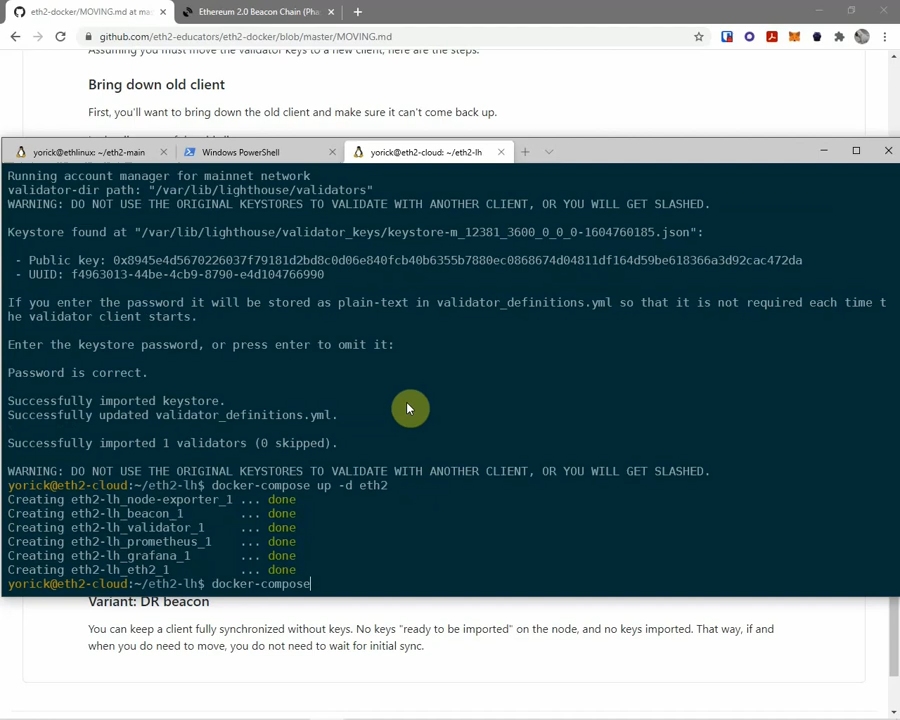 eth2-docker/MOVING.md at ma
Ethereum 2.0 Beacon Chain (Pha
github.com/eth2-educators/eth2-docker/blob/master/MOVING.md
Assuming you must move the validator keys to a new client, here are the steps.
Bring down old client
First, you'll want to bring down the old client and make sure it can't come back up.
yorick@ethlinux: ~/eth2-main
Windows PowerShell
yorick@eth2-cloud: ~/eth2-lh
Running account manager for mainnet network
validator-dir path: "/var/lib/lighthouse/validators"
WARNING: DO NOT USE THE ORIGINAL KEYSTORES TO VALIDATE WITH ANOTHER CLIENT, OR YOU WILL GET SLASHED.
Keystore found at "/var/lib/lighthouse/validator_keys/keystore-m_12381_3600_0_0_0-1604760185.json":
- Public key: 0x8945e4d5670226037f79181d2bd8c0d06e840fcb40b6355b7880ec0868674d04811df164d59be618366a3d92cac472da
- UUID: f4963013-44be-4cb9-8790-e4d104766990
If you enter the password it will be stored as plain-text in validator_definitions.yml so that it is not required each time t
he validator client starts.
Enter the keystore password, or press enter to omit it:
Password is correct.
Successfully imported keystore.
Successfully updated validator_definitions.yml.
Successfully imported 1 validators (0 skipped).
WARNING: DO NOT USE THE ORIGINAL KEYSTORES TO VALIDATE WITH ANOTHER CLIENT, OR YOU WILL GET SLASHED.
yorick@eth2-cloud:~/eth2-lh$ docker-compose up -d eth2
Creating eth2-lh_node-exporter_1 ... done
Creating eth2-lh_beacon_1 ... done
Creating eth2-lh_validator_1 ... done
Creating eth2-lh_prometheus_1 ... done
Creating eth2-lh_grafana_1 ... done
Creating eth2-lh_eth2_1 ... done
yorick@eth2-cloud:~/eth2-lh$ docker-compose
Variant: DR beacon
You can keep a client fully synchronized without keys. No keys "ready to be imported" on the node, and no keys imported. That way, if and
when you do need to move, you do not need to wait for initial sync.